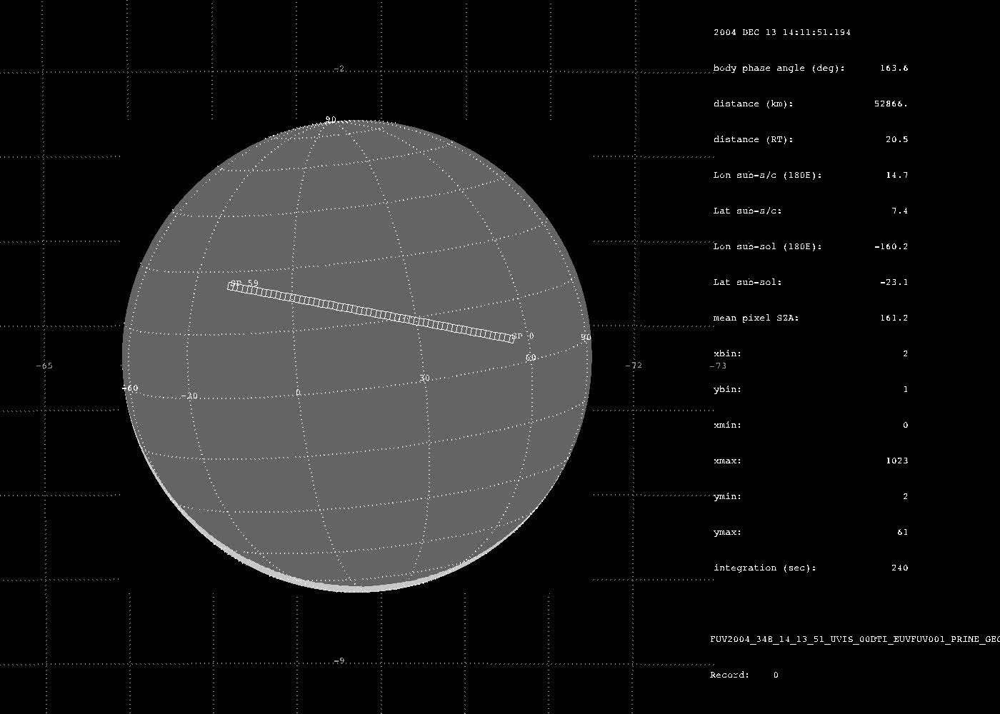 2004 DEC 13 14:11:51.194
body phase angle (deg): 163.6
-2
distance (km): 52866.
90
distance (RT): 20.5
Lon sub-s/c (180E): 14.7
Lat sub-s/c: 7.4
Lon sub-sol (180E): -160.2
Lat sub-sol: -23.1
SP 59
mean pixel SZA: 161.2
SP 0
90
xbin: 2
60
-65
-72
-73
30
-60
-30
0
ybin: 1
xmin: 0
xmax: 1023
ymin: 2
ymax: 61
integration (sec): 240
FUV2004_348_14_13_51_UVIS_00BTI_EUVFUV001_PRIME_GEO
-9
Record: 0